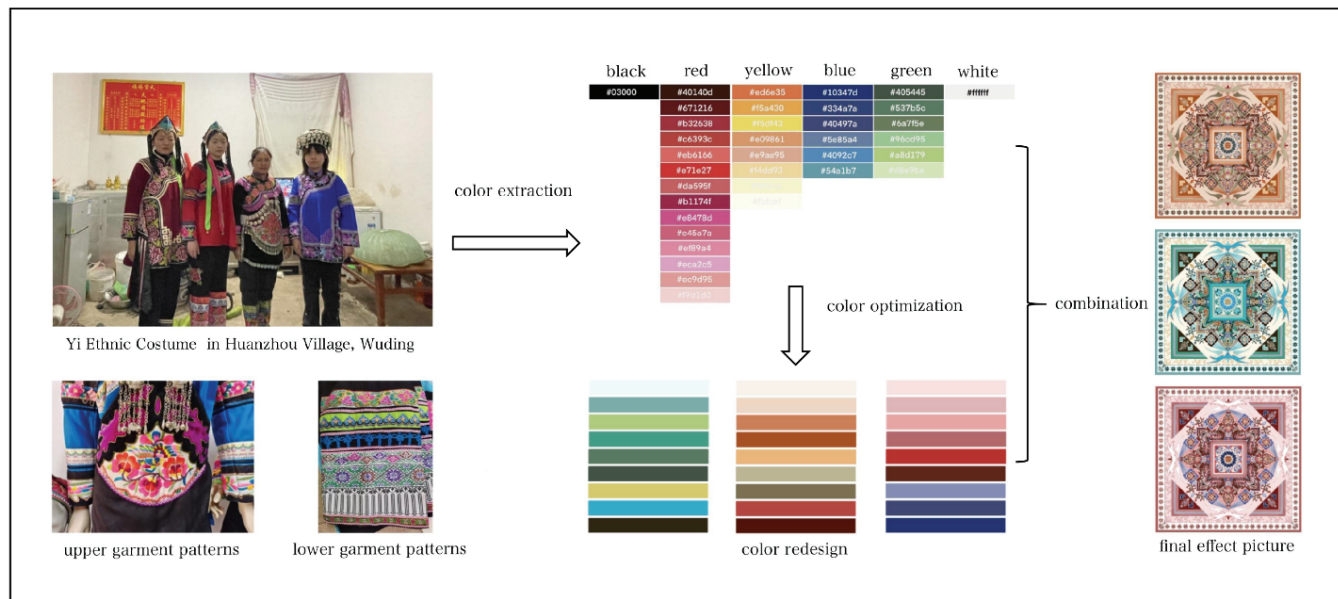 black
red
yellow
blue
green
white
#03000
#40140d
#ed6e35
#10347d
#405445
#ffffff
#671216
#f5a430
#334a7a
#537b5c
#b32638
#40497a
#6a7f5e
#c6393c
#e09861
#5e85a4
#96cd95
#eb6166
#e9aa95
#4092c7
#a8d179
#e71e27
#54a1b7
#da595f
#b1174f
#e8478d
#c45a7a
#ef89a4
#eca2c5
#ec9d95
color extraction
color optimization
combination
Yi Ethnic Costume in Huanzhou Village, Wuding
upper garment patterns
lower garment patterns
color redesign
final effect picture